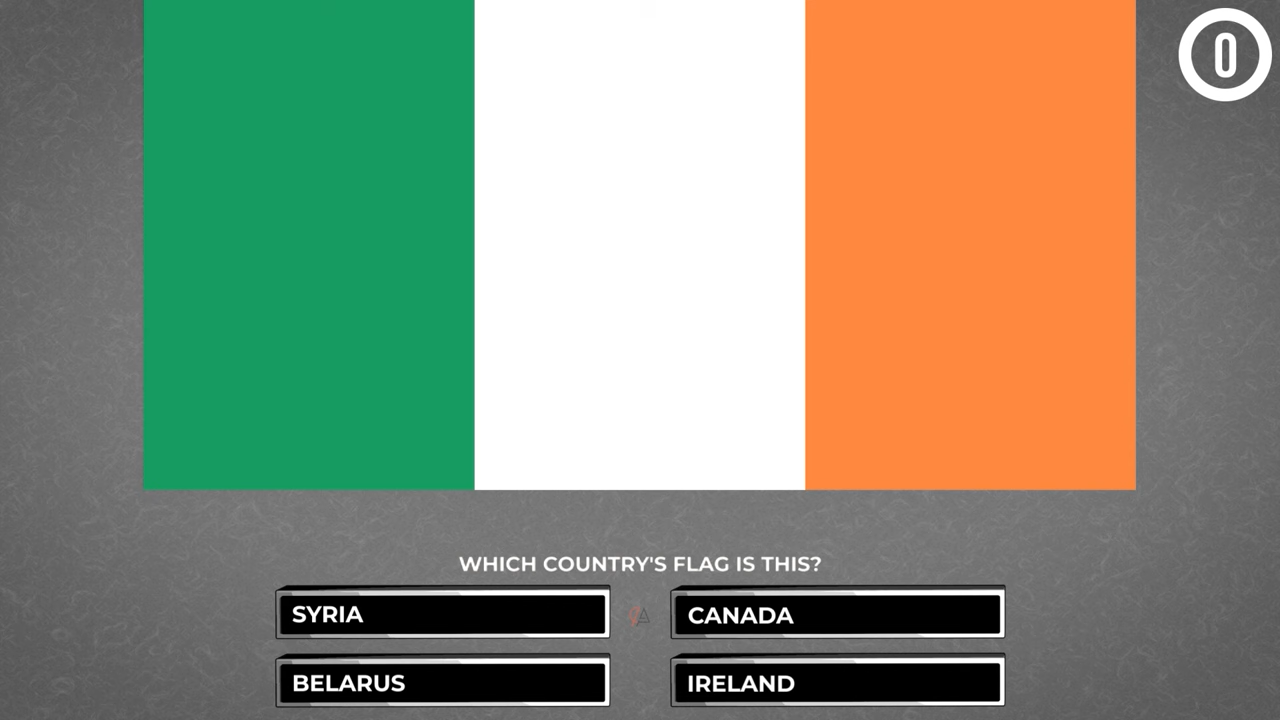 0
WHICH COUNTRY'S FLAG IS THIS?
SYRIA
CANADA
BELARUS
IRELAND